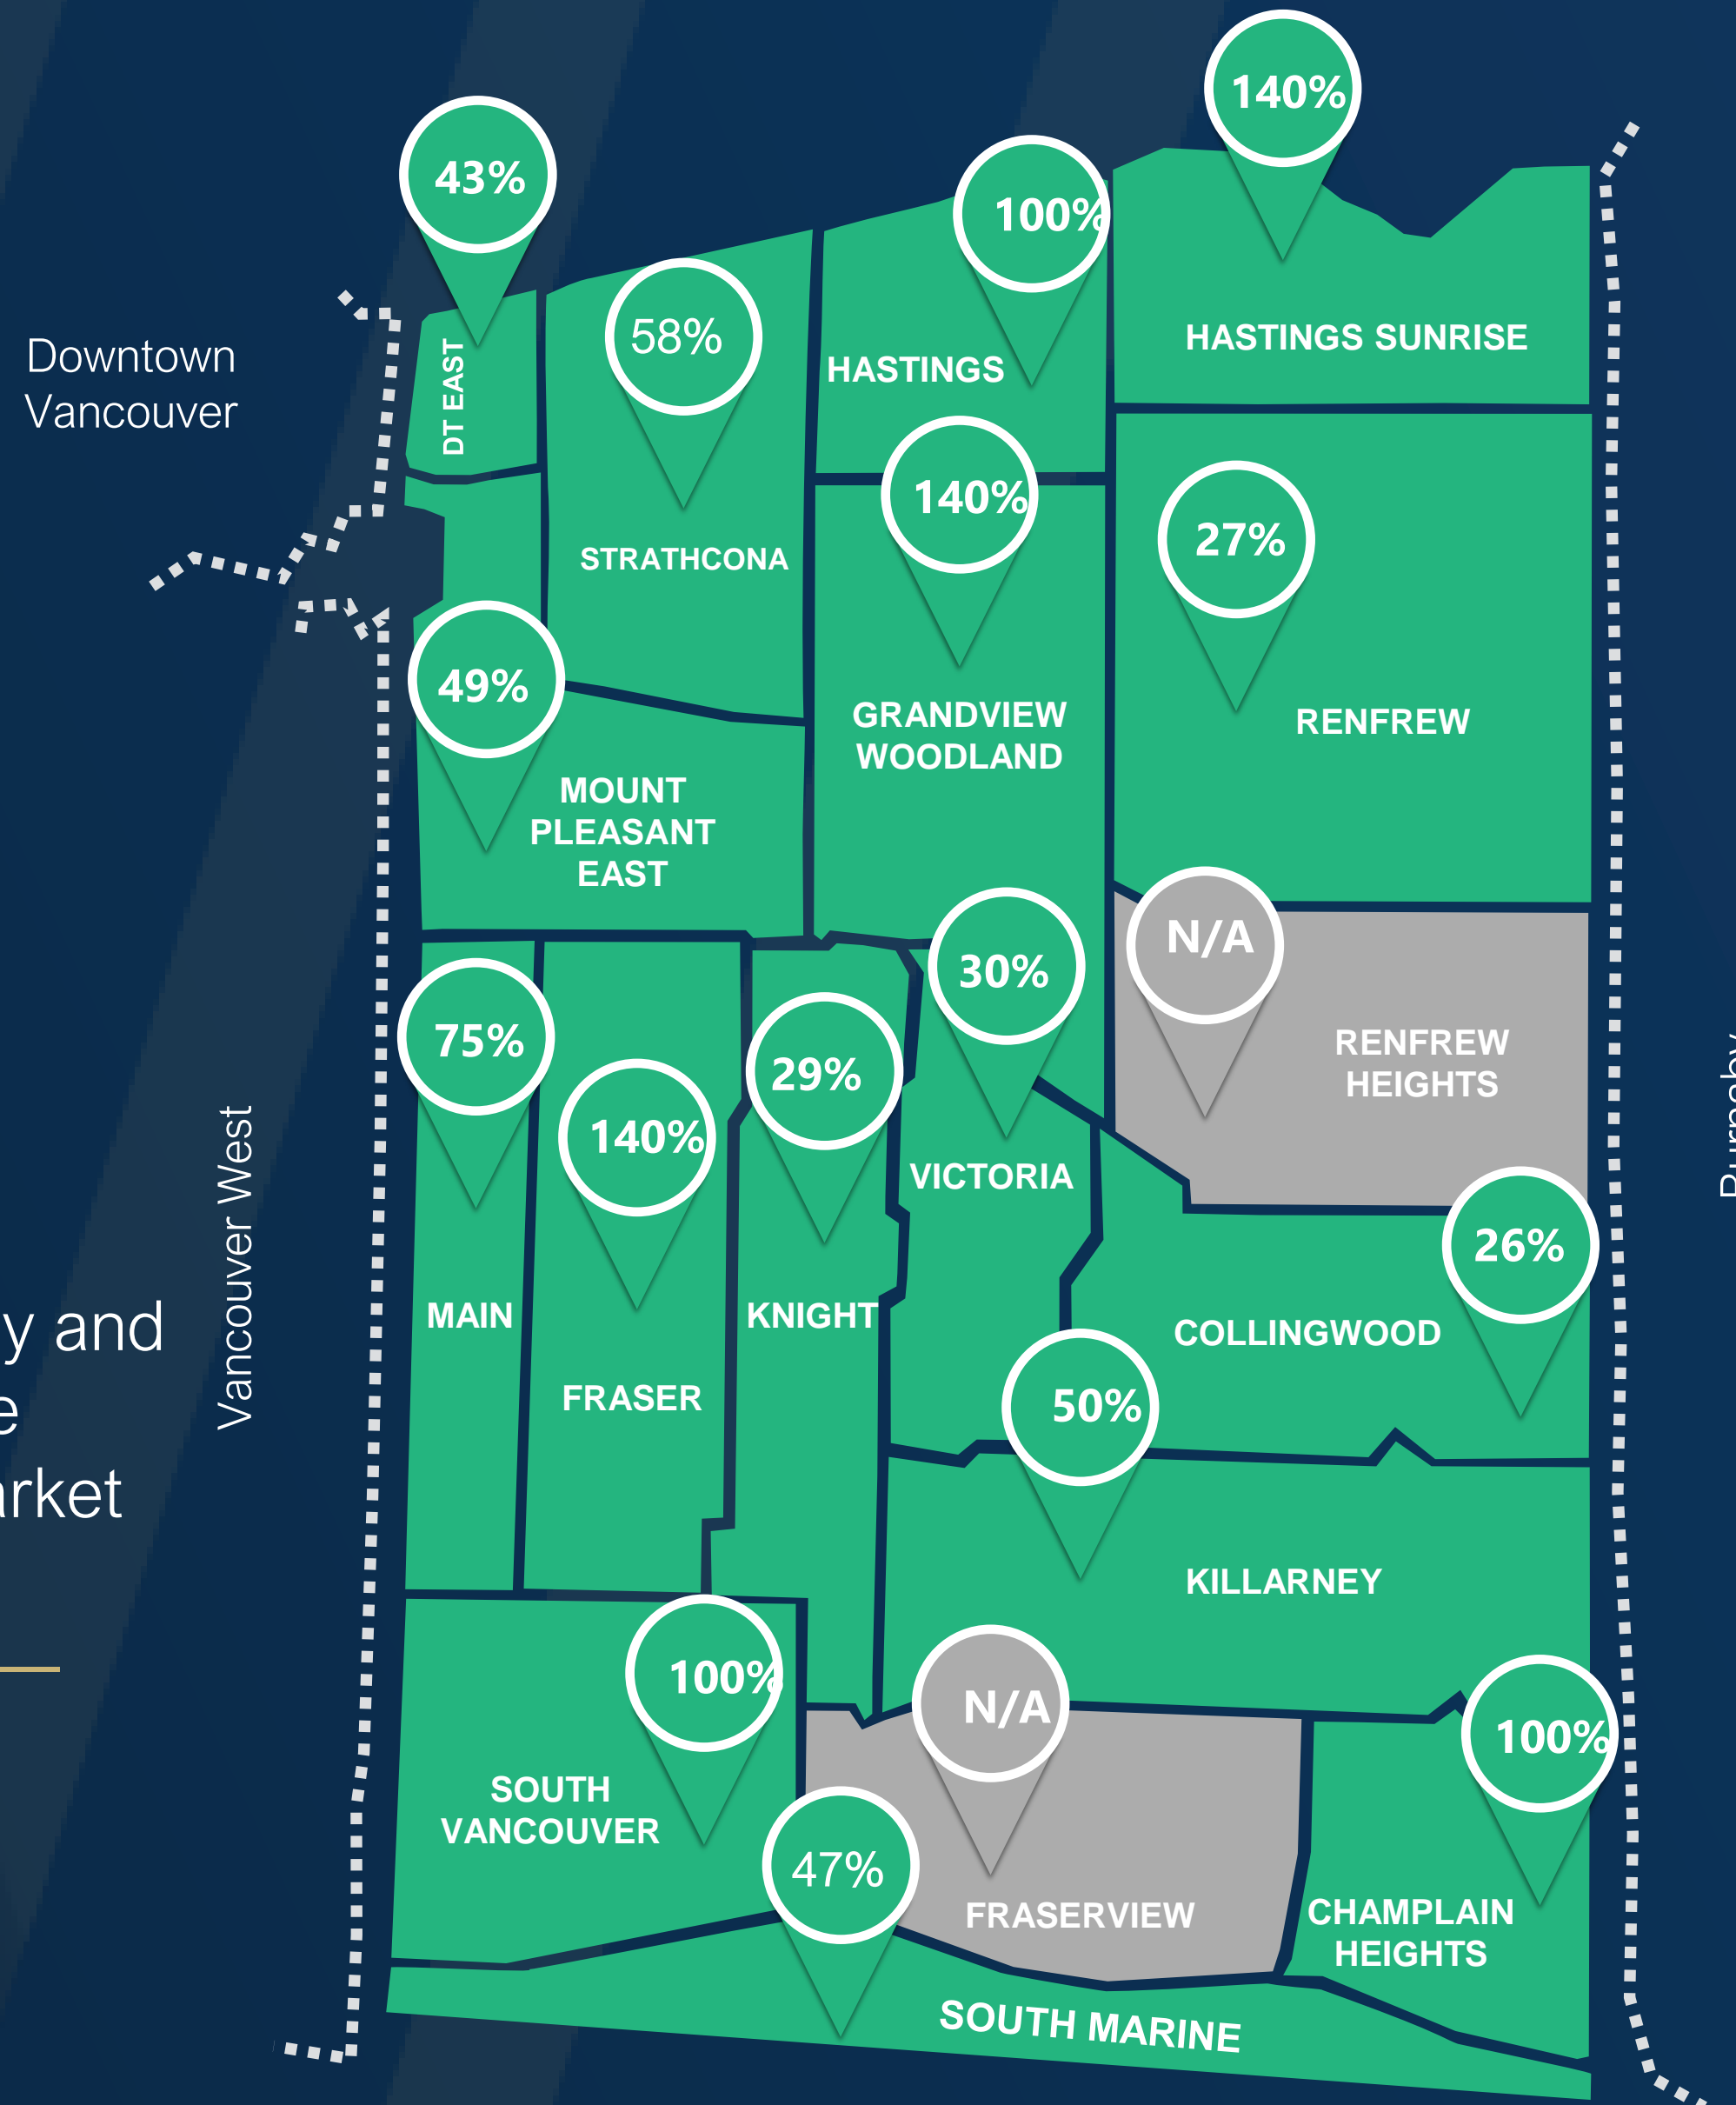 140%
43%
100%
Downtown
Vancouver
DT EAST
58%
HASTINGS
HASTINGS SUNRISE
140%
27%
STRATHCONA
49%
GRANDVIEW
WOODLAND
RENFREW
MOUNT
PLEASANT
EAST
N/A
30%
75%
29%
140%
RENFREW
HEIGHTS
VICTORIA
Vancouver West
26%
MAIN
KNIGHT
COLLINGWOOD
FRASER
50%
y and
e
KILLARNEY
100%
N/A
100%
SOUTH
VANCOUVER
47%
FRASERVIEW
CHAMPLAIN
HEIGHTS
SOUTH MARINE